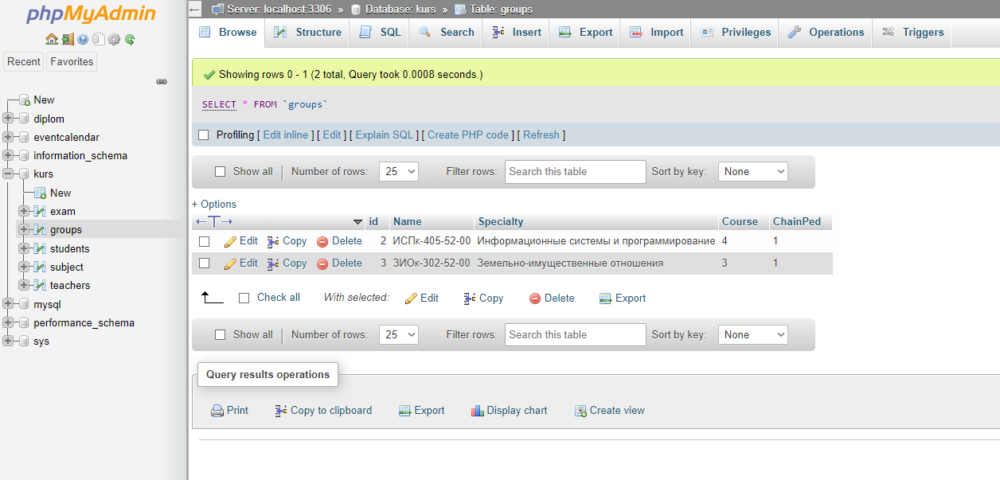 phpMyAdmin
Recent Favorites
New
diplom
eventcalendar
information_schema
kurs
New
exam
groups
students
subject
teachers
mysql
performance_schema
sys
Server: localhost:3306 » Database: kurs » Table: groups
Browse Structure SQL Search Insert Export Import Privileges Operations Triggers
Showing rows 0 - 1 (2 total, Query took 0.0008 seconds.)
SELECT * FROM `groups`
Profiling [ Edit inline ] [ Edit ] [ Explain SQL ] [ Create PHP code ] [ Refresh ]
Show all Number of rows: 25 Filter rows: Search this table Sort by key: None
+ Options
←T→ id Name Specialty Course ChainPed
Edit Copy Delete 2 ИСПк-405-52-00 Информационные системы и программирование 4 1
Edit Copy Delete 3 ЗИОк-302-52-00 Земельно-имущественные отношения 3 1
Check all With selected: Edit Copy Delete Export
Show all Number of rows: 25 Filter rows: Search this table Sort by key: None
Query results operations
Print Copy to clipboard Export Display chart Create view